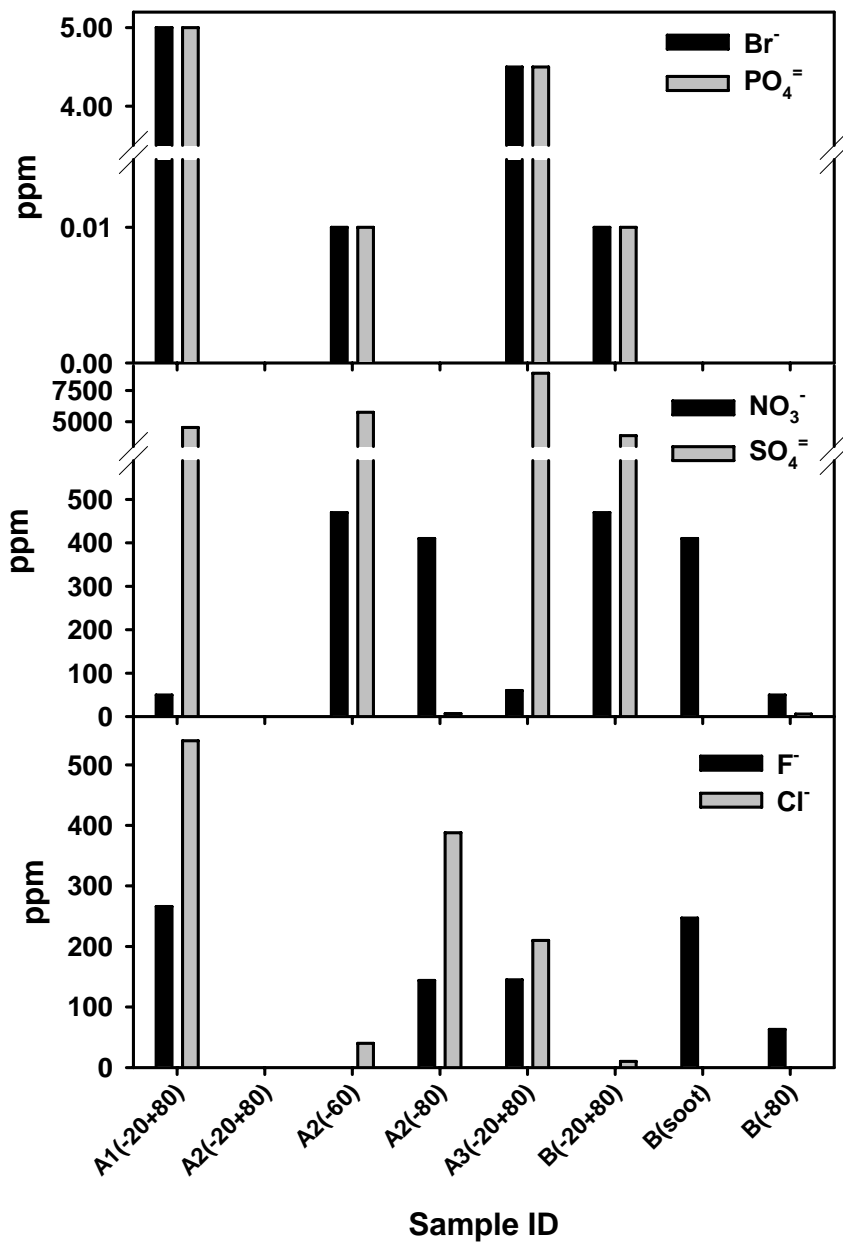 5.00
4.00
0.01
0.00
ppm
Br⁻
PO₄⁼
7500
5000
500
400
300
200
100
0
ppm
NO₃⁻
SO₄⁼
500
400
300
200
100
0
ppm
F⁻
Cl⁻
A1(-20+80)
A2(-20+80)
A2(-60)
A2(-80)
A3(-20+80)
B(-20+80)
B(soot)
B(-80)
Sample ID